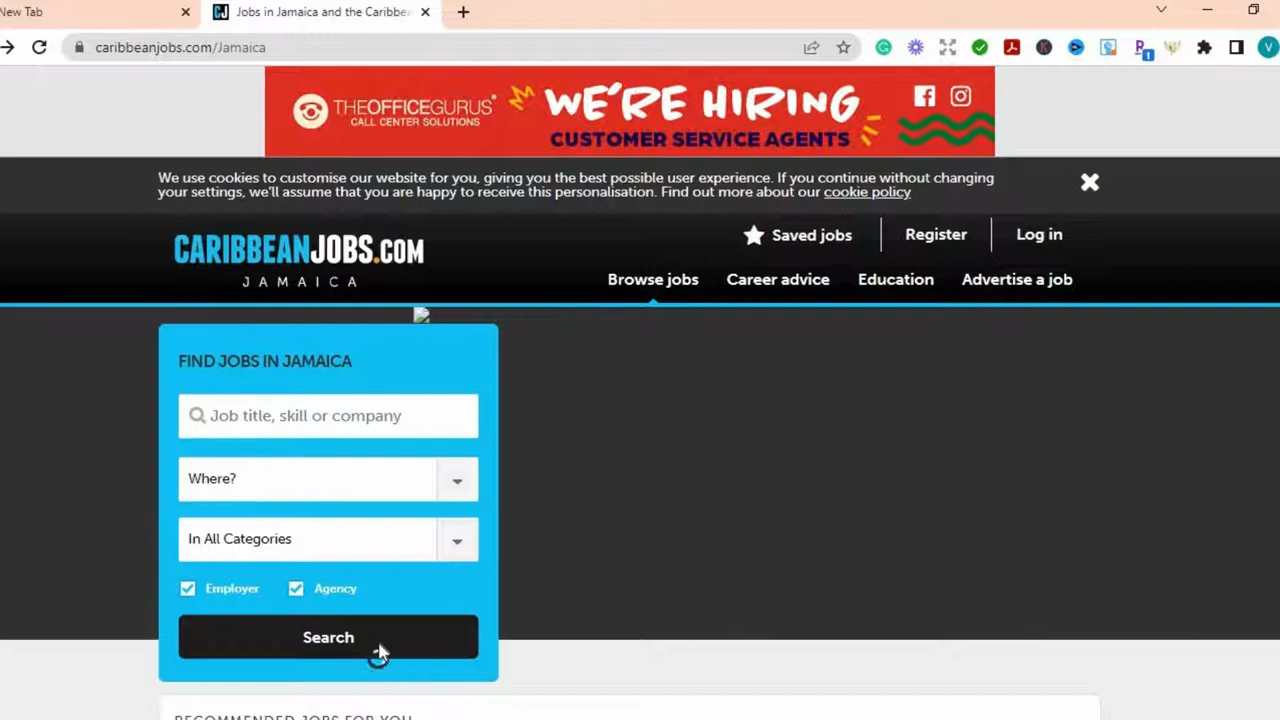 New Tab
Jobs in Jamaica and the Caribbea
caribbeanjobs.com/Jamaica
1
V
THEOFFICEGURUS
CALL CENTER SOLUTIONS
WE'RE HIRING
CUSTOMER SERVICE AGENTS
We use cookies to customise our website for you, giving you the best possible user experience. If you continue without changing
your settings, we'll assume that you are happy to receive this personalisation. Find out more about our cookie policy
CARIBBEANJOBS.COM
JAMAICA
Saved jobs
Register
Log in
Browse jobs
Career advice
Education
Advertise a job
FIND JOBS IN JAMAICA
Job title, skill or company
Where?
In All Categories
Employer
Agency
Search
RECOMMENDED JOBS FOR YOU